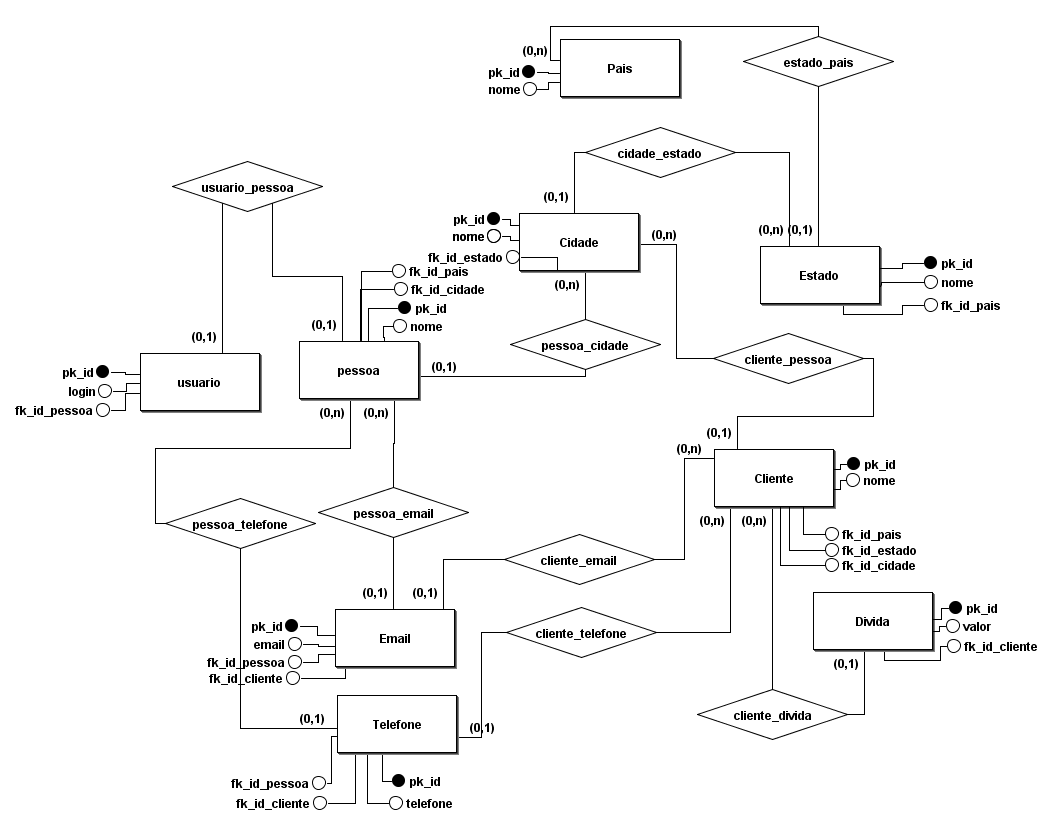 (0,n)
estado_pais
Pais
pk_id
nome
cidade_estado
usuario_pessoa
(0,1)
pk_id
nome
Cidade
(0,n)
(0,n)
(0,1)
fk_id_estado
pk_id
Estado
nome
fk_id_pais
fk_id_pais
fk_id_cidade
(0,n)
pk_id
nome
(0,1)
(0,1)
pessoa_cidade
cliente_pessoa
pk_id
login
fk_id_pessoa
usuario
pessoa
(0,1)
(0,n)
(0,n)
(0,1)
(0,n)
Cliente
pk_id
nome
pessoa_telefone
pessoa_email
(0,n)
(0,n)
fk_id_pais
fk_id_estado
fk_id_cidade
cliente_email
(0,1)
(0,1)
pk_id
email
fk_id_pessoa
fk_id_cliente
Email
cliente_telefone
Divida
pk_id
valor
fk_id_cliente
(0,1)
(0,1)
Telefone
(0,1)
cliente_divida
fk_id_pessoa
fk_id_cliente
pk_id
telefone